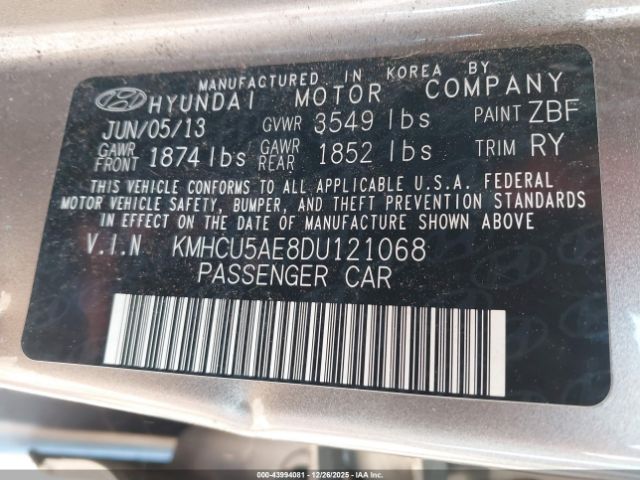 MANUFACTURED IN KOREA BY
HYUNDAI MOTOR COMPANY
JUN/05/13 GVWR 3549 lbs PAINT ZBF
GAWR FRONT 1874 lbs GAWR REAR 1852 lbs TRIM RY
THIS VEHICLE CONFORMS TO ALL APPLICABLE U.S.A. FEDERAL
MOTOR VEHICLE SAFETY, BUMPER, AND THEFT PREVENTION STANDARDS
IN EFFECT ON THE DATE OF MANUFACTURE SHOWN ABOVE
V.I.N KMHCU5AE8DU121068
PASSENGER CAR
000-43994081 - 12/26/2025 - IAAI.CA